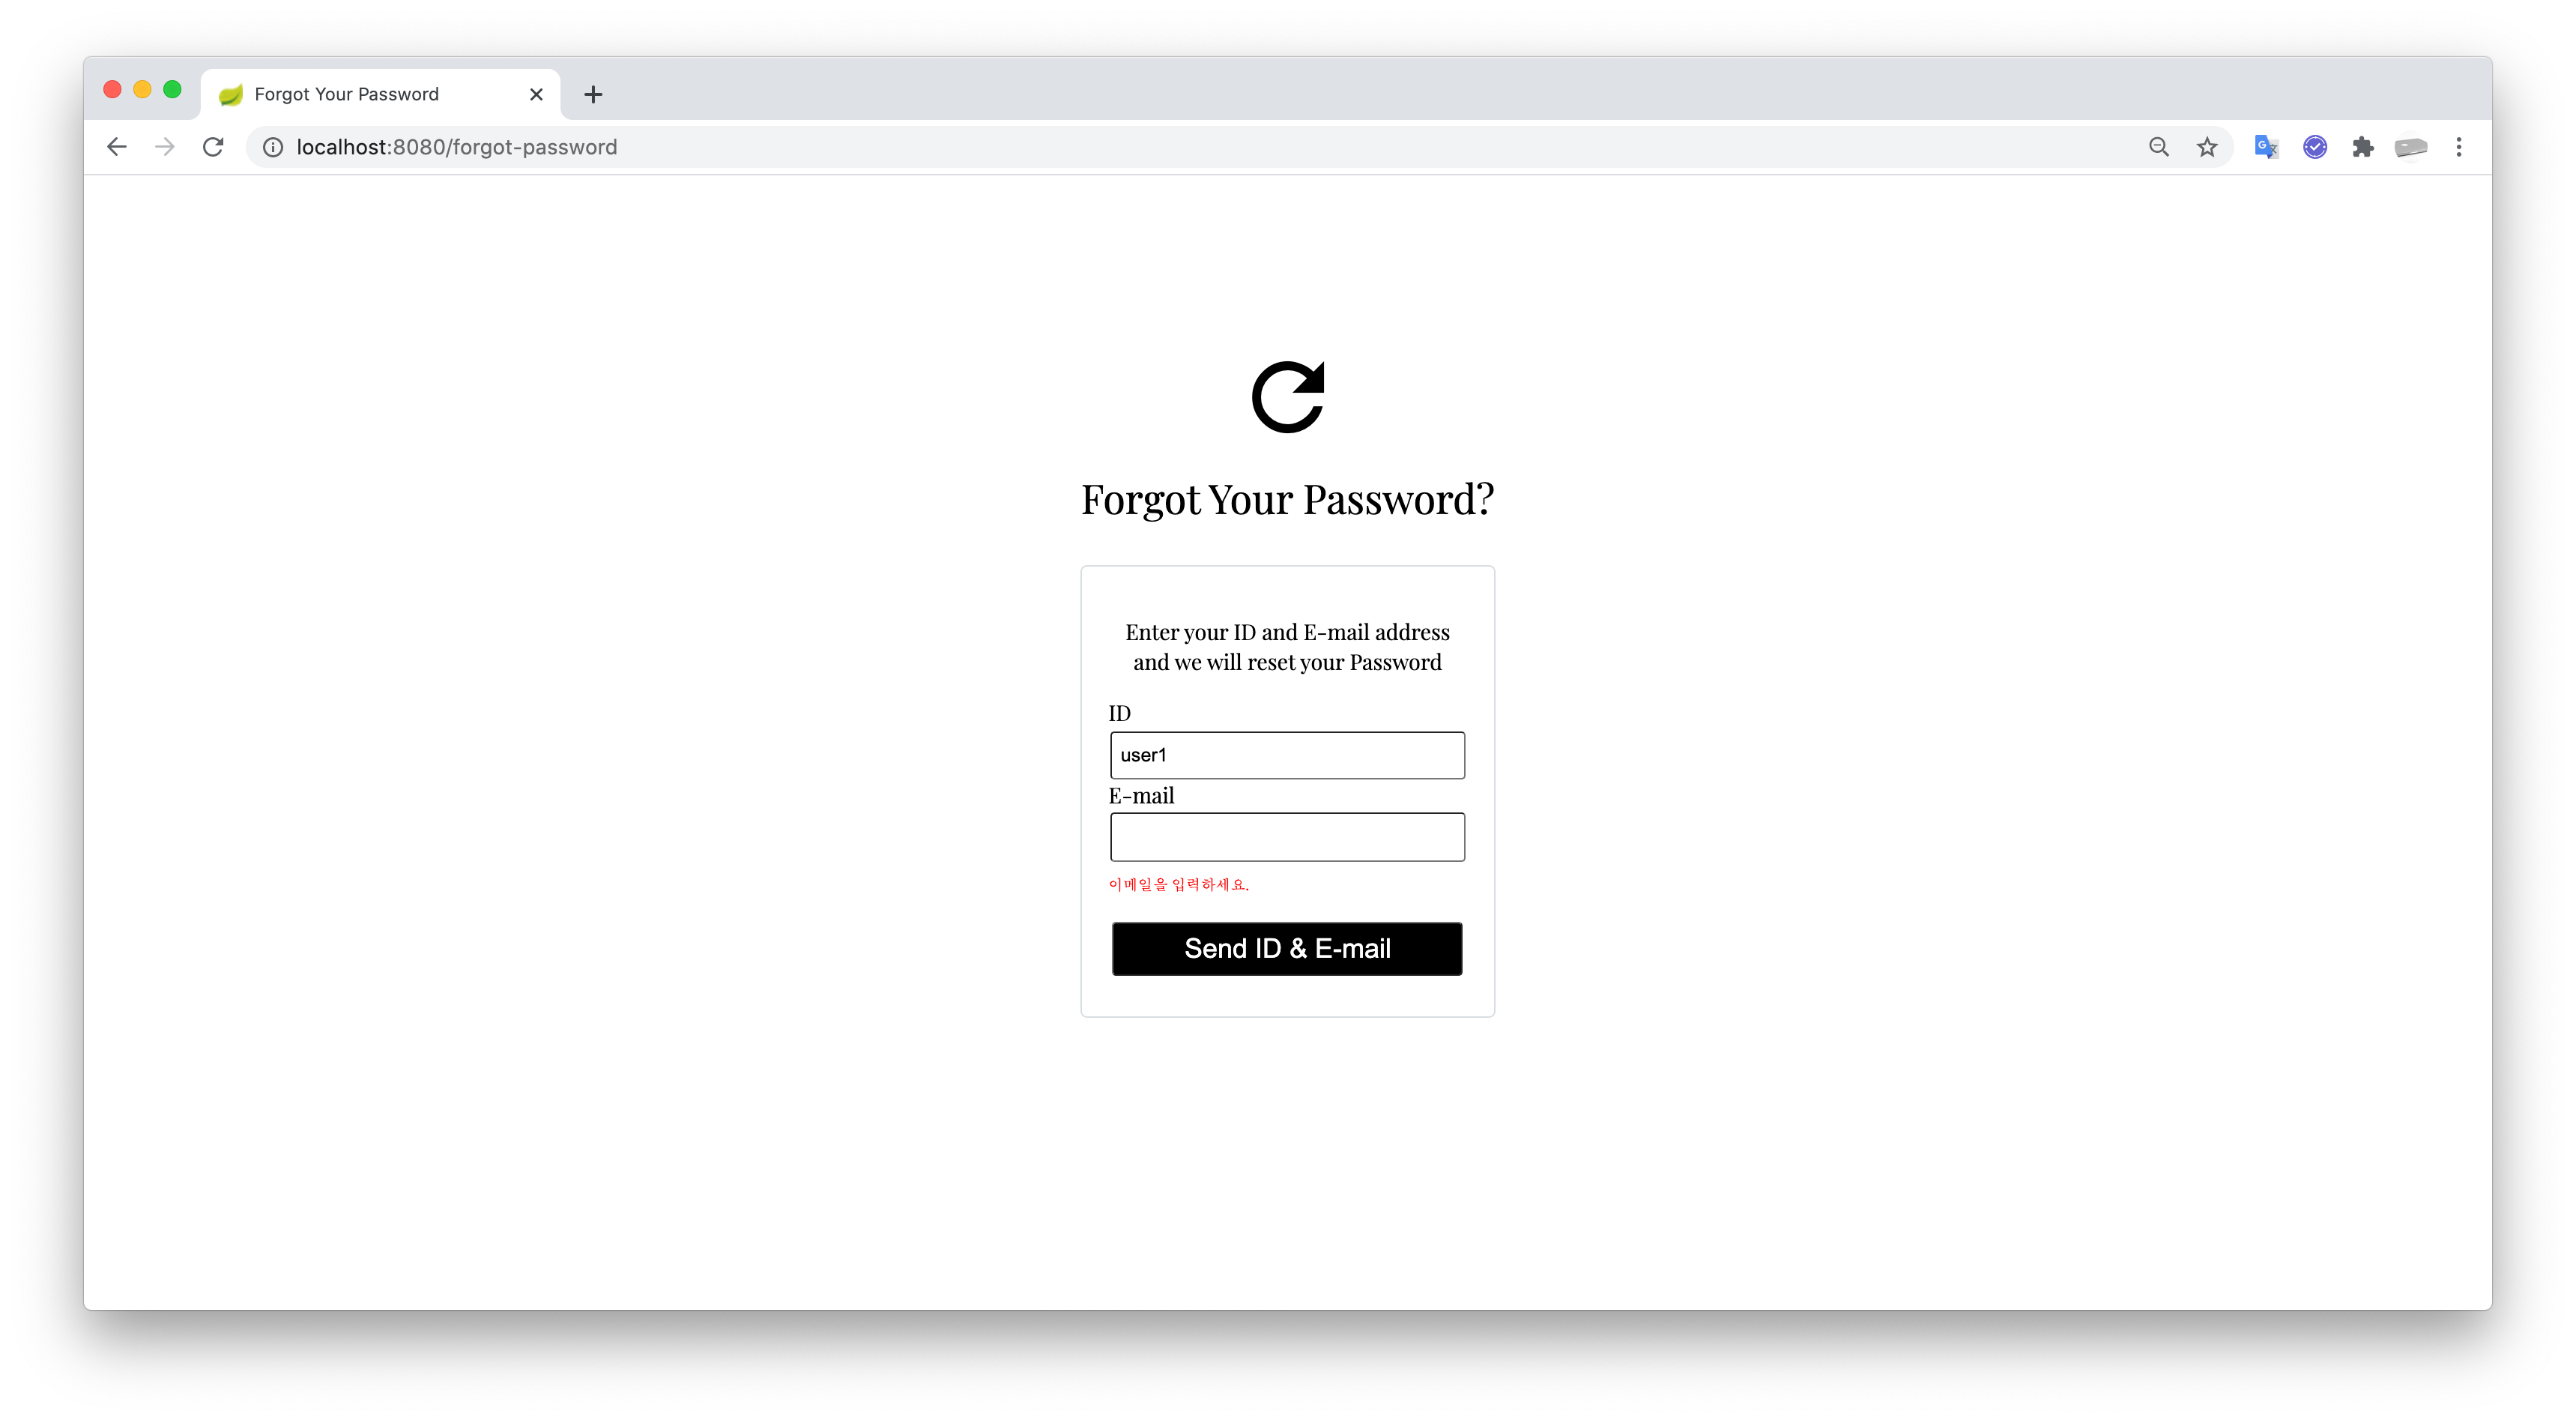 Forgot Your Password
localhost:8080/forgot-password
Forgot Your Password?
Enter your ID and E-mail address
and we will reset your Password
ID
user1
E-mail
이메일을 입력하세요.
Send ID & E-mail